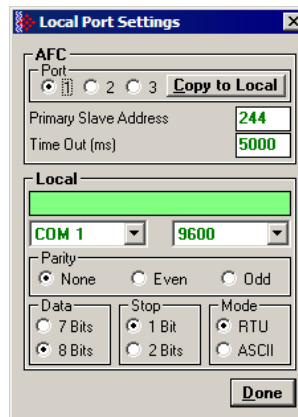 Local Port Settings
AFC
Port
1 2 3 Copy to Local
Primary Slave Address 244
Time Out (ms) 5000
Local
COM 1 9600
Parity
None Even Odd
Data Stop Mode
7 Bits 1 Bit RTU
8 Bits 2 Bits ASCII
Done